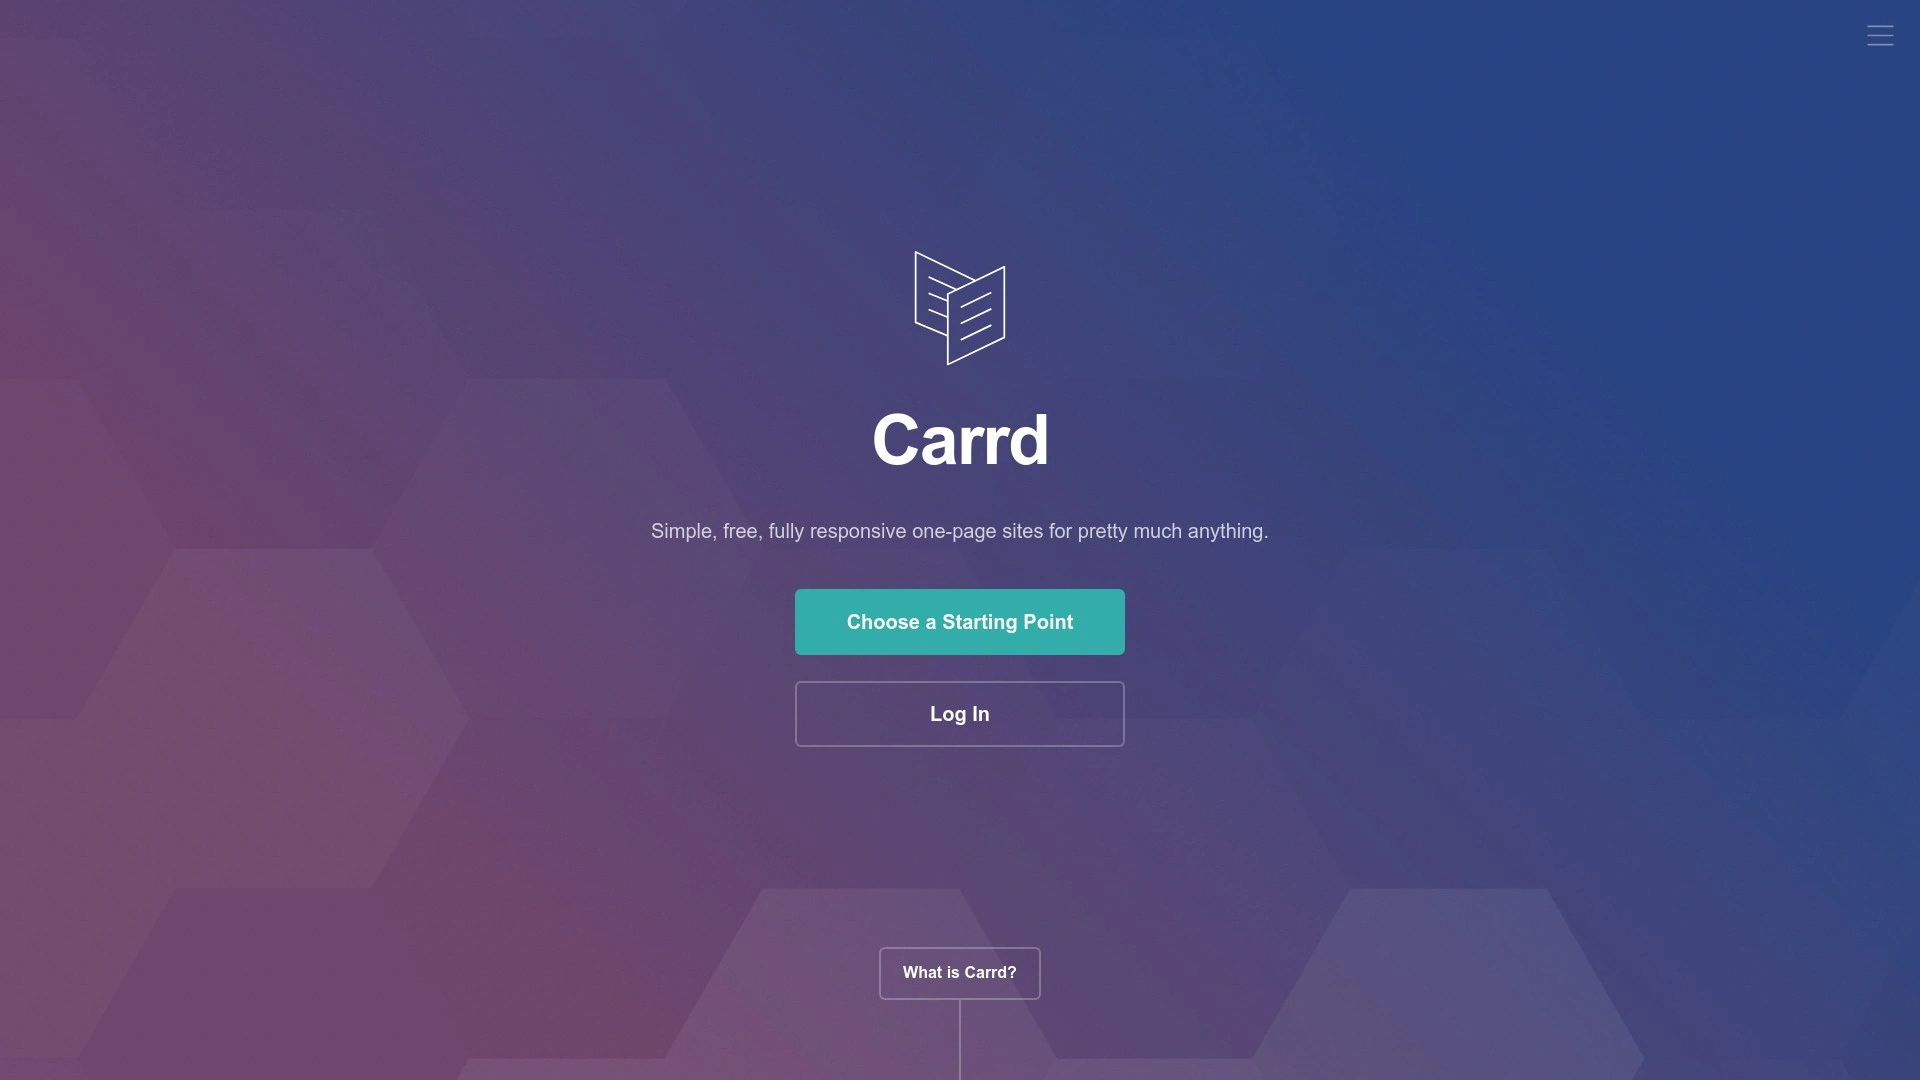 Carrd
Simple, free, fully responsive one-page sites for pretty much anything.
Choose a Starting Point
Log In
What is Carrd?